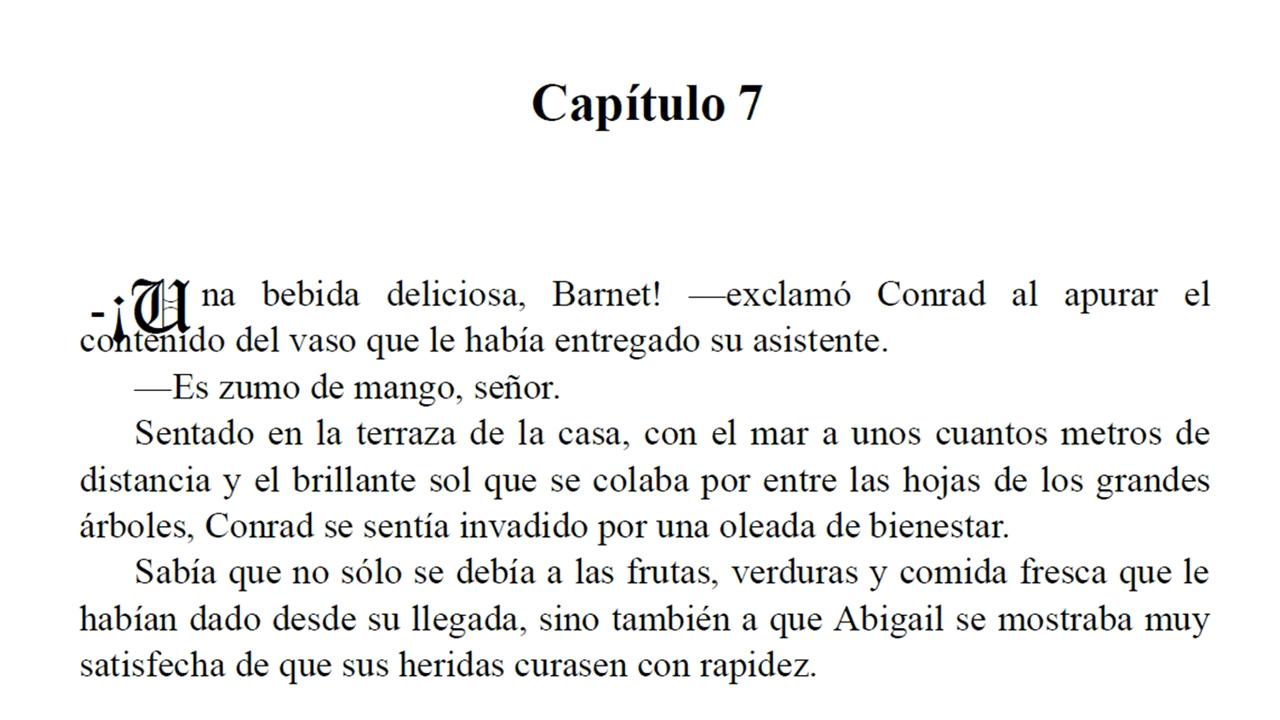 Capítulo 7
-¡Una bebida deliciosa, Barnet! —exclamó Conrad al apurar el
contenido del vaso que le había entregado su asistente.
—Es zumo de mango, señor.
Sentado en la terraza de la casa, con el mar a unos cuantos metros de
distancia y el brillante sol que se colaba por entre las hojas de los grandes
árboles, Conrad se sentía invadido por una oleada de bienestar.
Sabía que no sólo se debía a las frutas, verduras y comida fresca que le
habían dado desde su llegada, sino también a que Abigail se mostraba muy
satisfecha de que sus heridas curasen con rapidez.